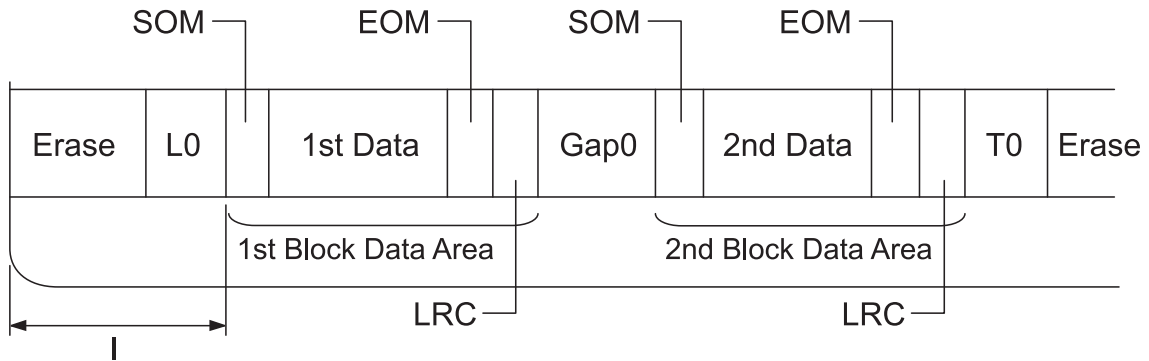 SOM EOM SOM EOM
Erase L0 1st Data Gap0 2nd Data T0 Erase
1st Block Data Area 2nd Block Data Area
LRC LRC
l